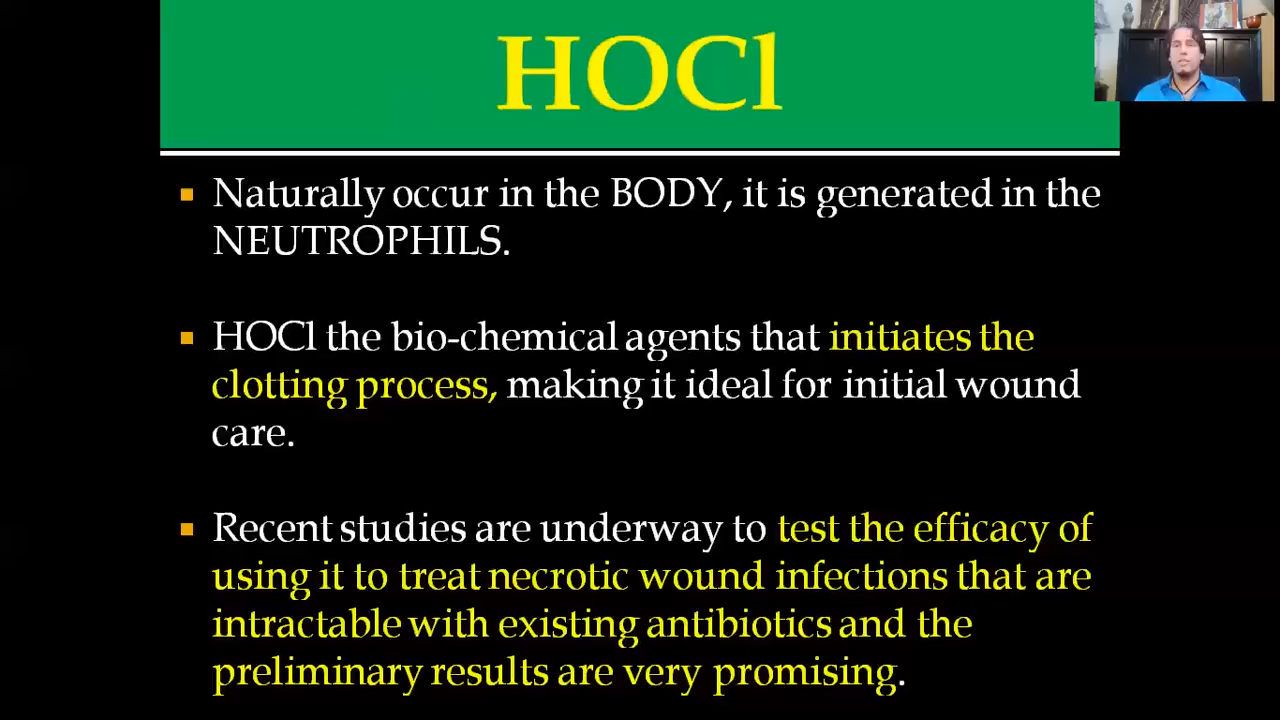 HOCl
Naturally occur in the BODY, it is generated in the
NEUTROPHILS.
HOCl the bio-chemical agents that initiates the
clotting process, making it ideal for initial wound
care.
Recent studies are underway to test the efficacy of
using it to treat necrotic wound infections that are
intractable with existing antibiotics and the
preliminary results are very promising.